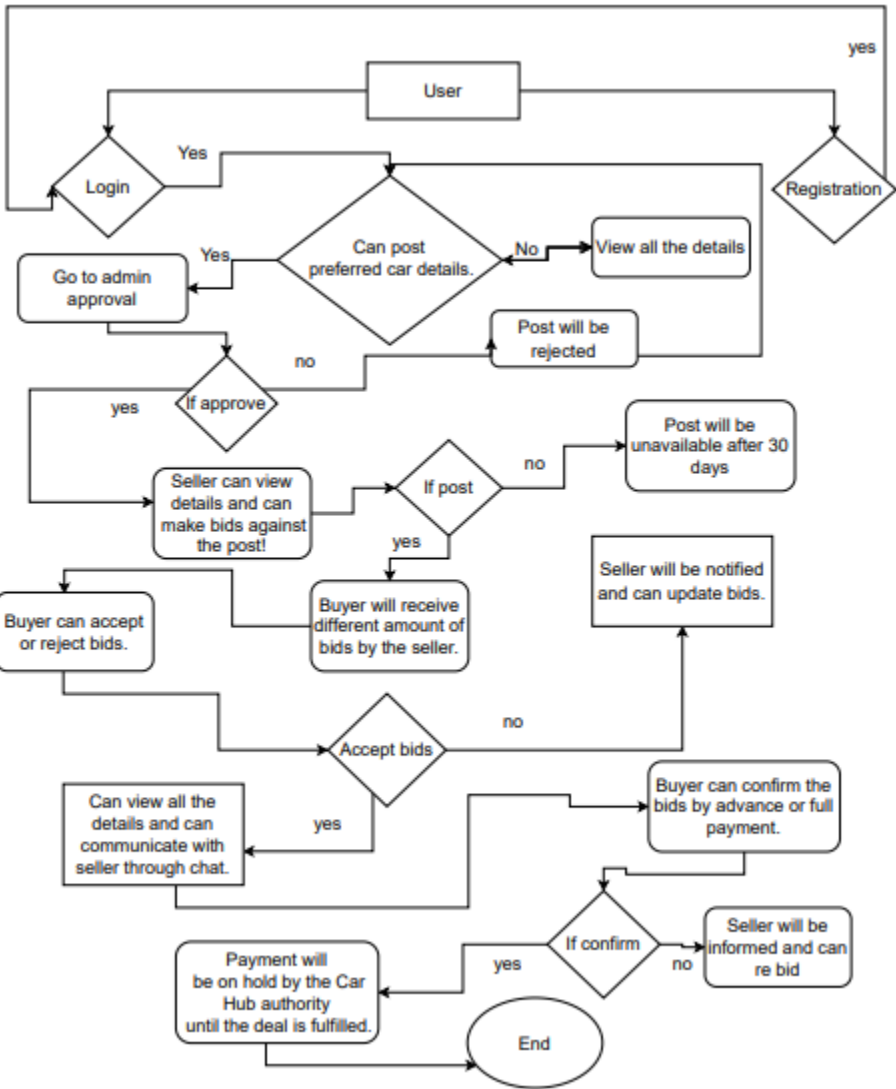 yes
User
Yes
Login
Registration
Can post
preferred car details.
No
View all the details
Yes
Go to admin
approval
Post will be
rejected
no
If approve
yes
Post will be
unavailable after 30
days
no
If post
Seller can view
details and can
make bids against
the post!
yes
Seller will be notified
and can update bids.
Buyer will receive
different amount of
bids by the seller.
Buyer can accept
or reject bids.
no
Accept bids
Buyer can confirm the
bids by advance or full
payment.
Can view all the
details and can
communicate with
seller through chat.
yes
Seller will be
informed and can
re bid
If confirm
no
yes
Payment will
be on hold by the Car
Hub authority
until the deal is fulfilled.
End